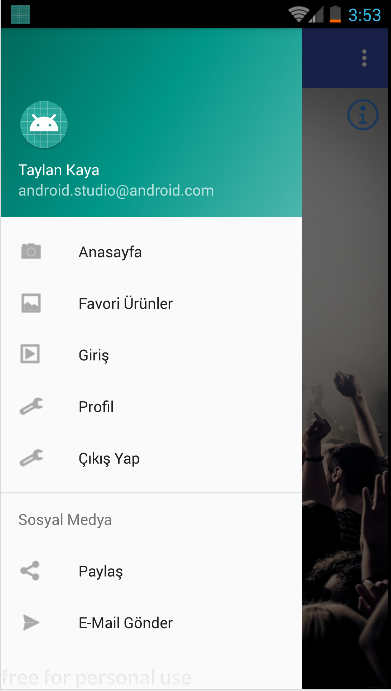 3:53
Taylan Kaya
android.studio@android.com
Anasayfa
Favori Ürünler
Giriş
Profil
Çıkış Yap
Sosyal Medya
Paylaş
E-Mail Gönder
free for personal use